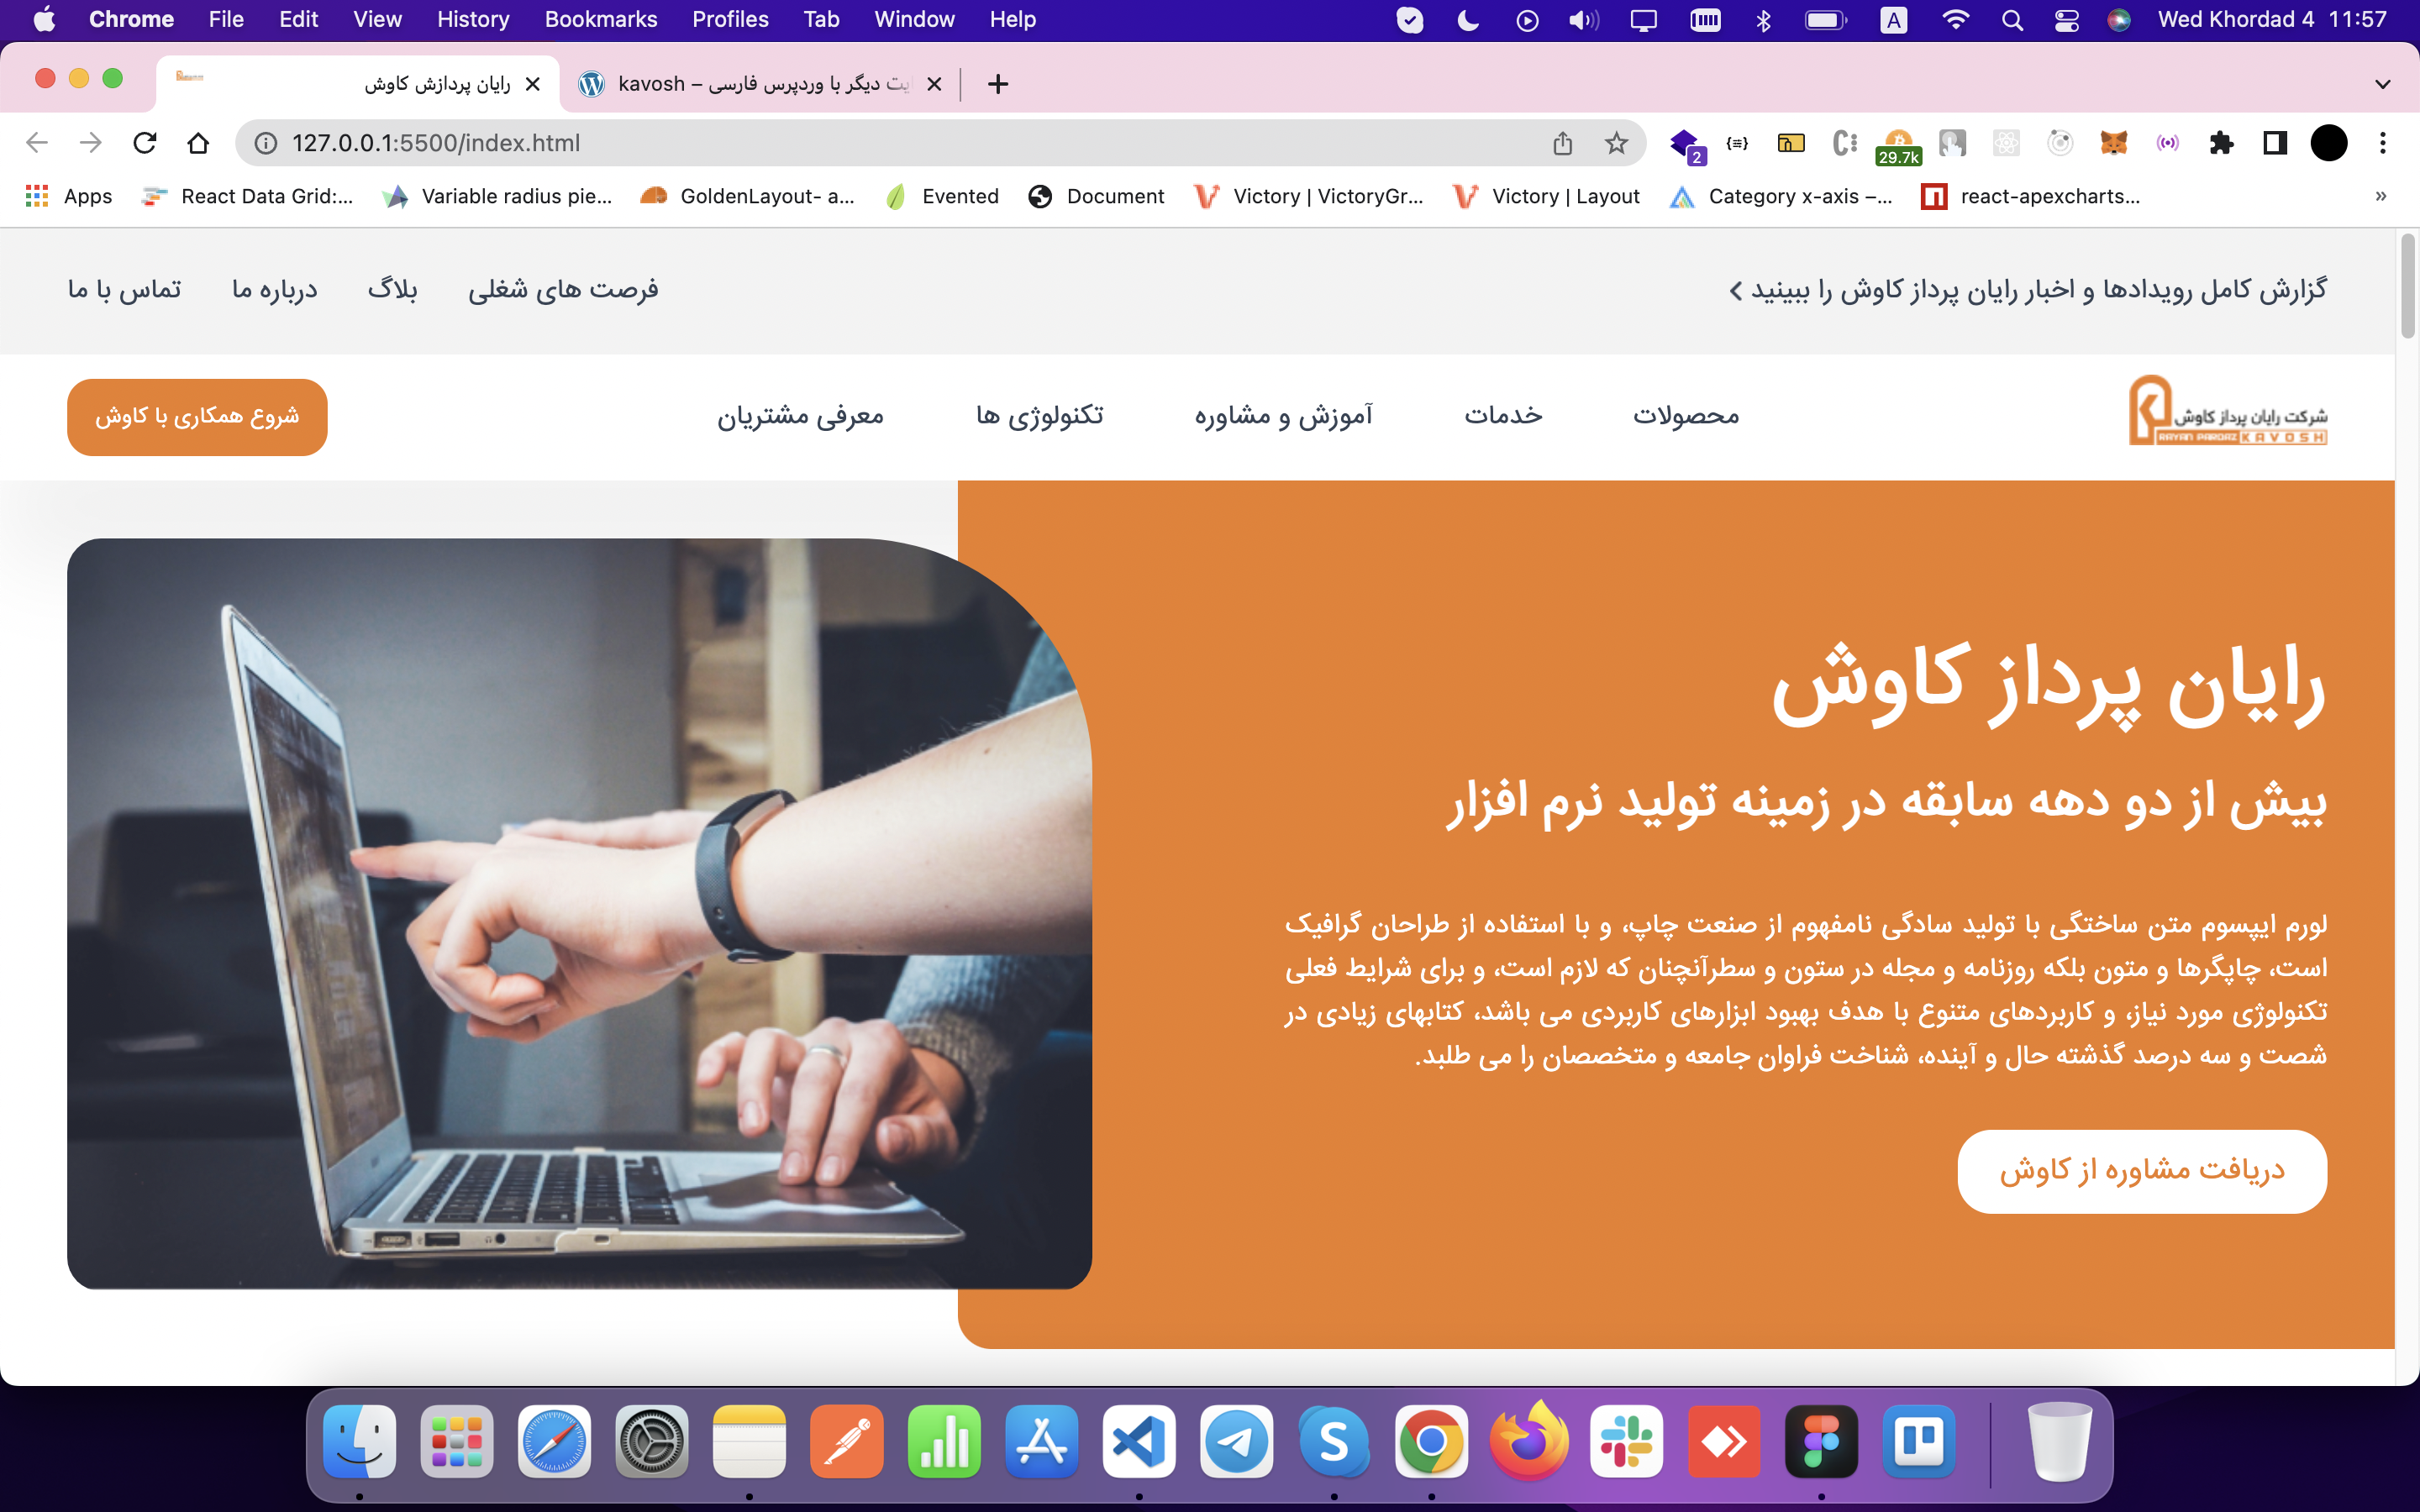 Chrome File Edit View History Bookmarks Profiles Tab Window Help A Wed Khordad 4 11:57
رایان پردازش کاوش
kavosh – یت دیگر با وردپرس فارسی
127.0.0.1:5500/index.html
2
29.7k
Apps React Data Grid:... Variable radius pie... GoldenLayout- a... Evented Document Victory | VictoryGr... Victory | Layout Category x-axis –... react-apexcharts... »
گزارش کامل رویدادها و اخبار رایان پرداز کاوش را ببینید
فرصت های شغلی بلاگ درباره ما تماس با ما
شرکت رایان پرداز کاوش
RAYAN PARDAZ KAVOSH
محصولات خدمات آموزش و مشاوره تکنولوژی ها معرفی مشتریان
شروع همکاری با کاوش
رایان پرداز کاوش
بیش از دو دهه سابقه در زمینه تولید نرم افزار
لورم ایپسوم متن ساختگی با تولید سادگی نامفهوم از صنعت چاپ، و با استفاده از طراحان گرافیک
است، چاپگرها و متون بلکه روزنامه و مجله در ستون و سطرآنچنان که لازم است، و برای شرایط فعلی
تکنولوژی مورد نیاز، و کاربردهای متنوع با هدف بهبود ابزارهای کاربردی می باشد، کتابهای زیادی در
شصت و سه درصد گذشته حال و آینده، شناخت فراوان جامعه و متخصصان را می طلبد.
دریافت مشاوره از کاوش